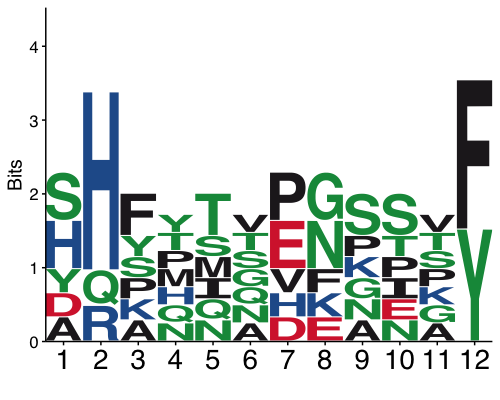 Bits
4
3
2
1
0
S H Y D A
H Q R
F Y S P K A
Y T P M H Q N
T S M I Q N
V T S G Q N A
P E V H D
G N F K E
S P K G N A
S T P I E N
V T S P K G A
F Y
1 2 3 4 5 6 7 8 9 10 11 12